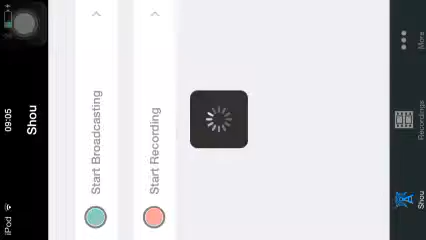 iPod
09:05
Shou
Start Broadcasting
Start Recording
Shou
Recordings
More